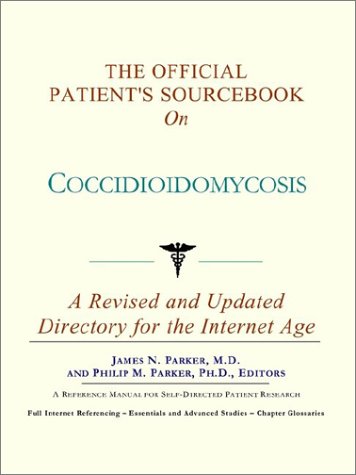 THE OFFICIAL
PATIENT'S SOURCEBOOK
On
COCCIDIOIDOMYCOSIS
A Revised and Updated
Directory for the Internet Age
JAMES N. PARKER, M.D.
AND PHILIP M. PARKER, PH.D., EDITORS
A REFERENCE MANUAL FOR SELF-DIRECTED PATIENT RESEARCH
Full Internet Referencing – Essentials and Advanced Studies – Chapter Glossaries